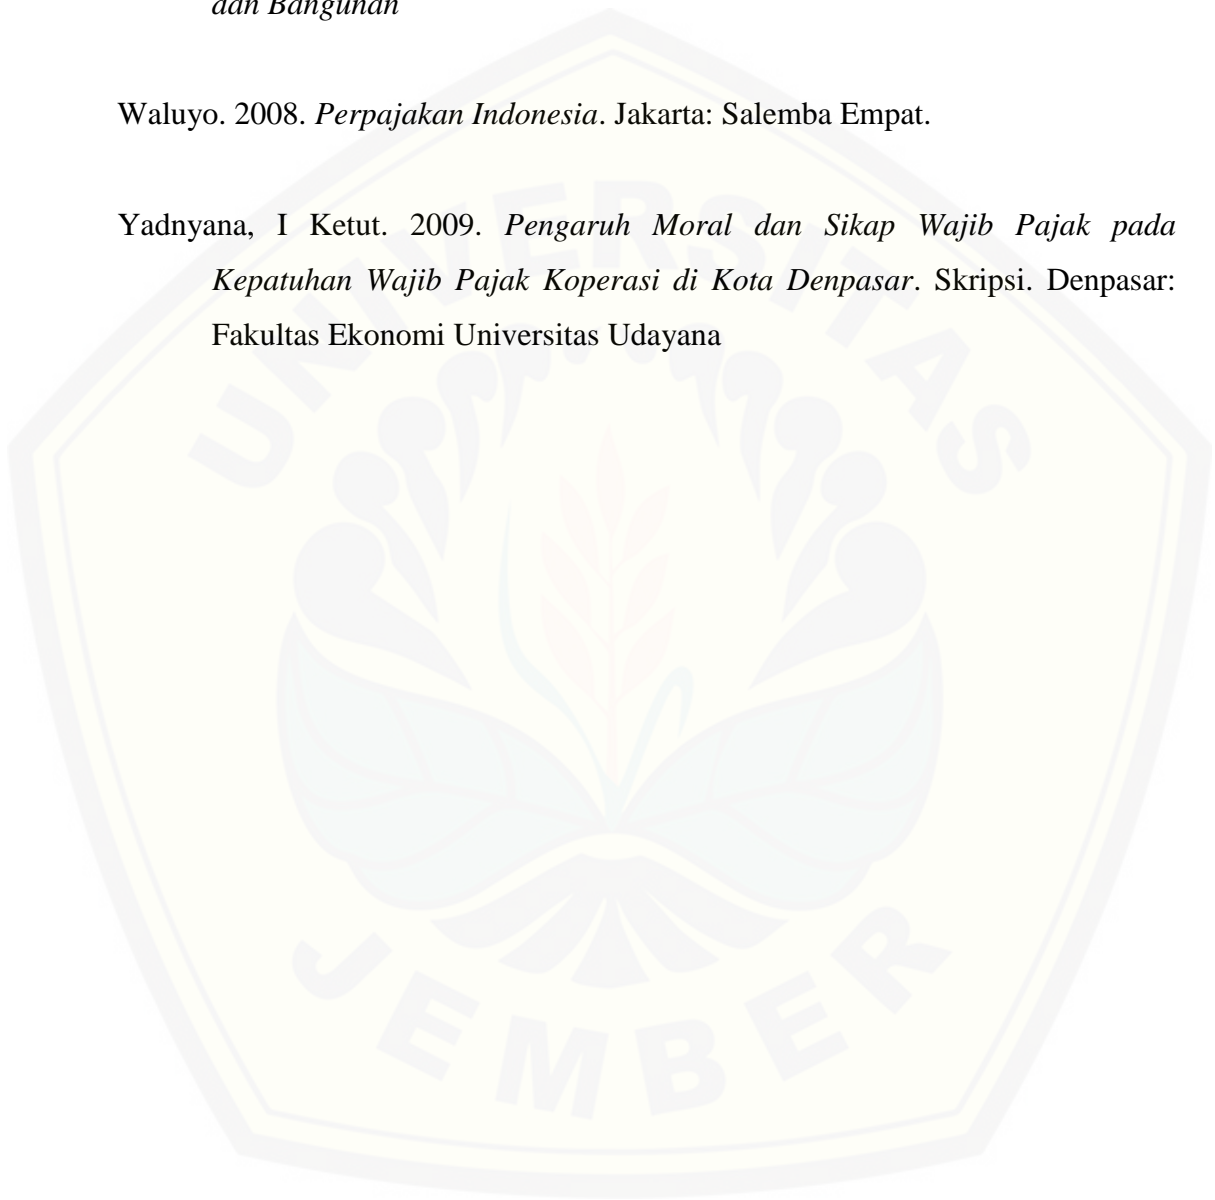 dan Bangunan
Waluyo. 2008. Perpajakan Indonesia. Jakarta: Salemba Empat.
Yadnyana, I Ketut. 2009. Pengaruh Moral dan Sikap Wajib Pajak pada
Kepatuhan Wajib Pajak Koperasi di Kota Denpasar. Skripsi. Denpasar:
Fakultas Ekonomi Universitas Udayana
UNIVERSITAS
JEMBER